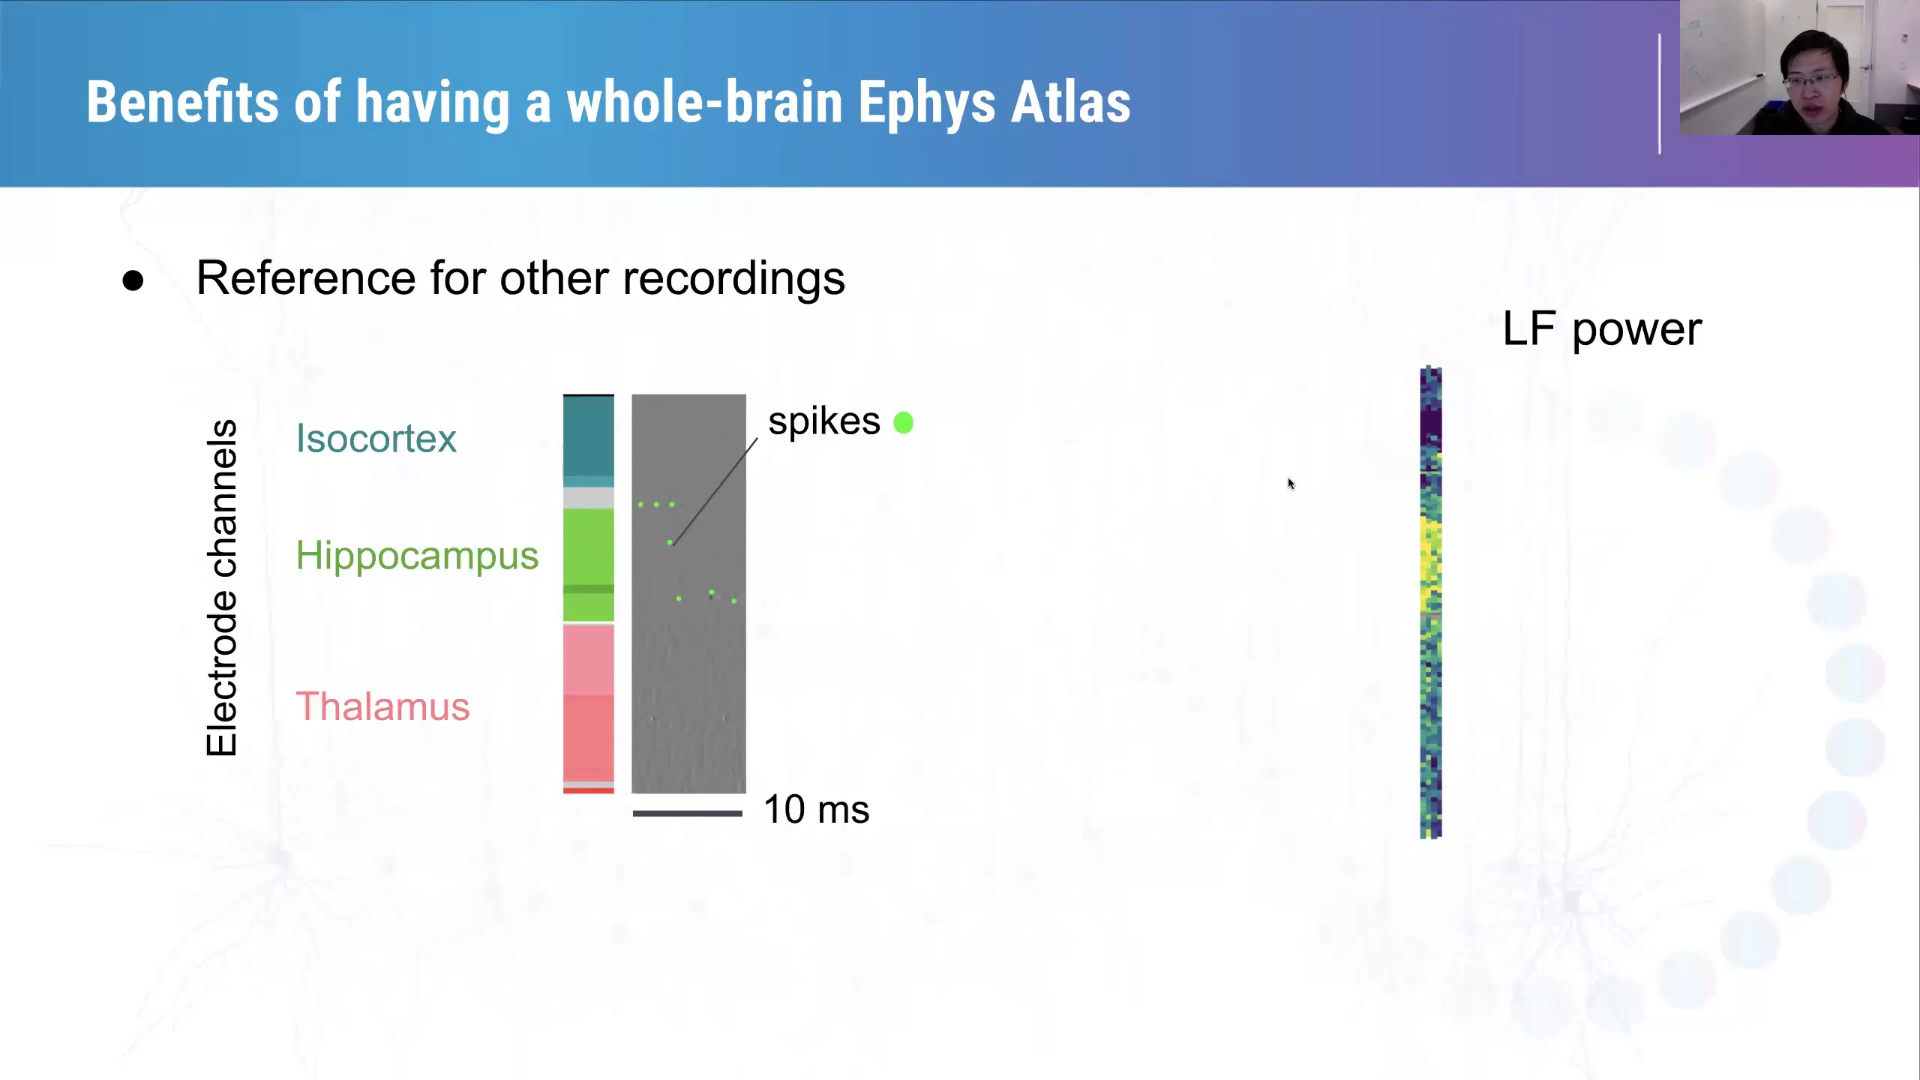 Benefits of having a whole-brain Ephys Atlas
● Reference for other recordings
LF power
spikes
Electrode channels
Isocortex
Hippocampus
Thalamus
10 ms